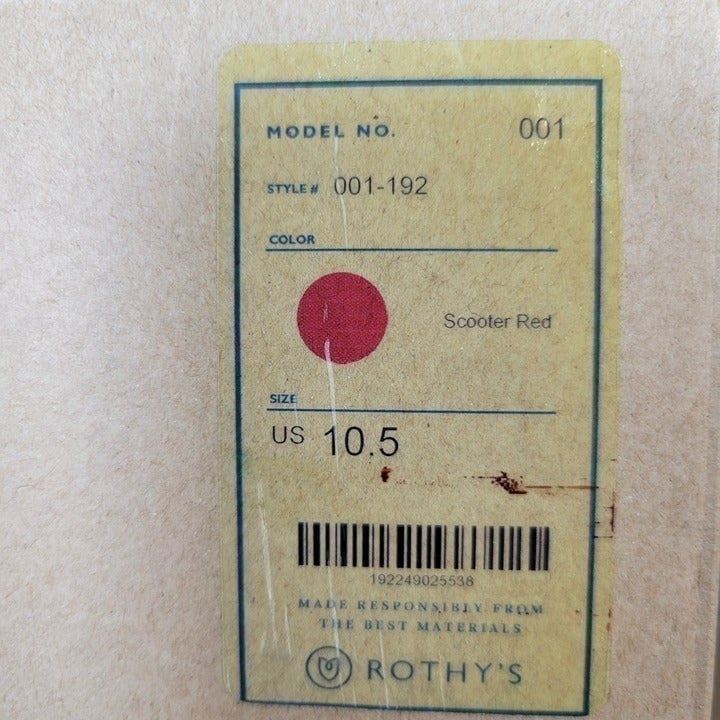 MODEL NO. 001
STYLE # 001-192
COLOR
Scooter Red
SIZE
US 10.5
192249025538
MADE RESPONSIBLY FROM
THE BEST MATERIALS
ROTHY'S